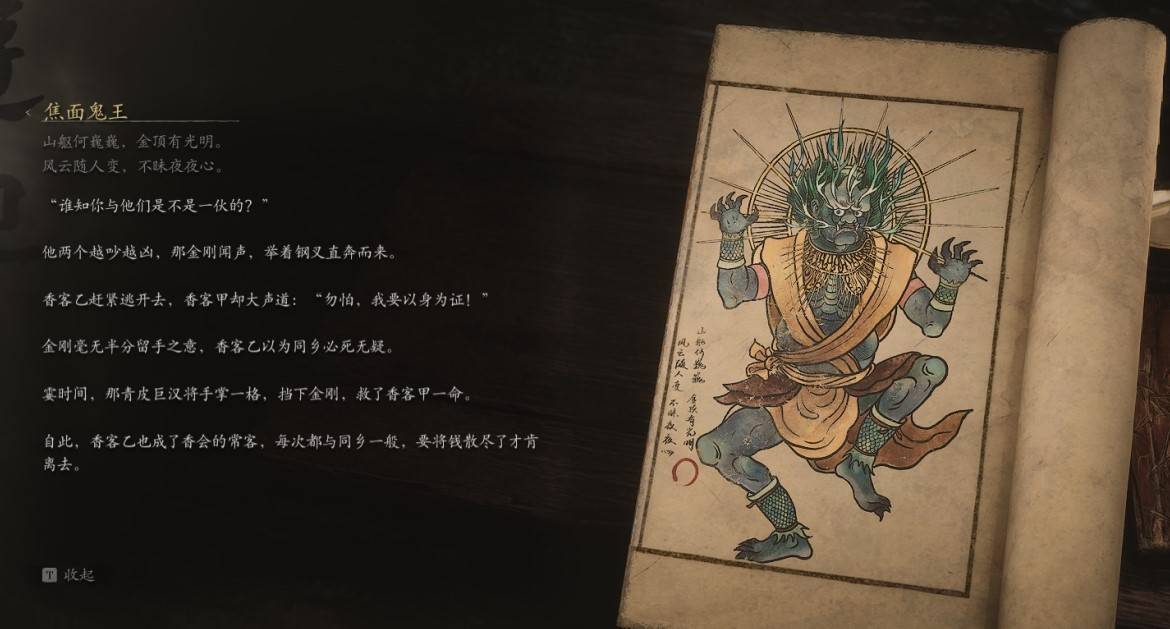 焦面鬼王
山躯何巍巍，金顶有光明。
风云随人变，不昧夜夜心。
“谁知你与他们是不是一伙的？”
他两个越吵越凶，那金刚闻声，举着钢叉直奔而来。
香客乙赶紧逃开去，香客甲却大声道：“勿怕，我要以身为证！”
金刚毫无半分留手之意，香客乙以为同乡必死无疑。
霎时间，那青皮巨汉将手掌一格，挡下金刚，救了香客甲一命。
自此，香客乙也成了香会的常客，每次都与同乡一般，要将钱散尽了才肯
离去。
T 收起
山躯何巍巍 金顶有光明
风云随人变 不昧夜夜心